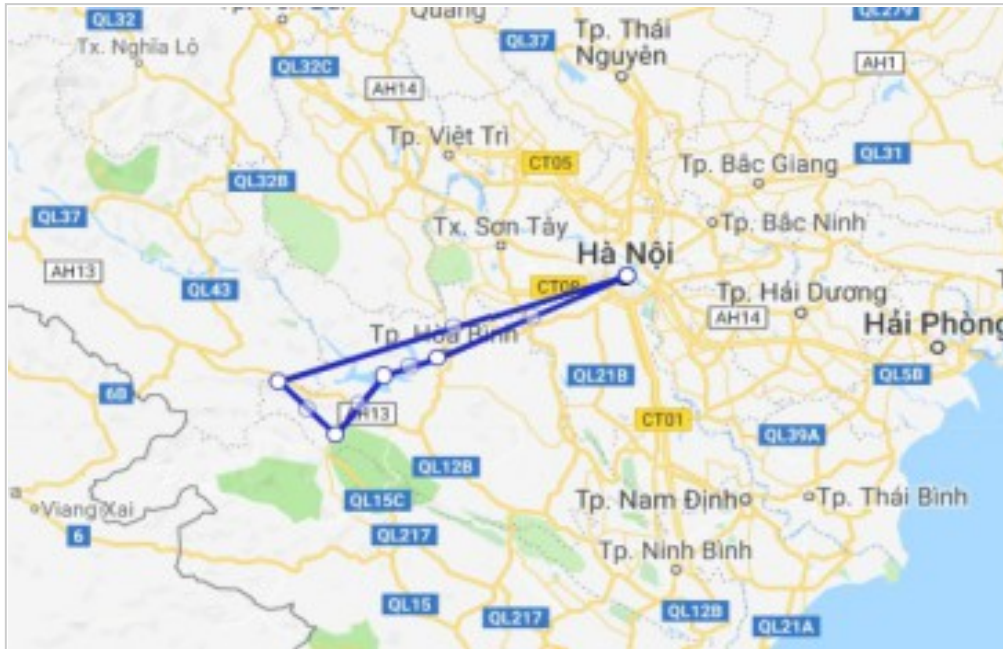 QL32
Quang
QL279
Tx. Nghĩa Lộ
QL37
Tp. Thái
Nguyên
AH1
QL32C
AH14
Tp. Việt Trì
CT05
QL31
Tp. Bắc Giang
QL32B
QL37
Tx. Sơn Tây
Tp. Bắc Ninh
Hà Nội
AH13
QL43
CT08
Tp. Hải Dương
AH14
Hải Phòng
Tp. Hòa Bình
QL21B
QL5B
6B
AH13
CT01
QL39A
QL12B
QL15C
Tp. Nam Định
Tp. Thái Bình
Viang Xai
6
QL217
Tp. Ninh Bình
QL15
QL217
QL12B
QL21A